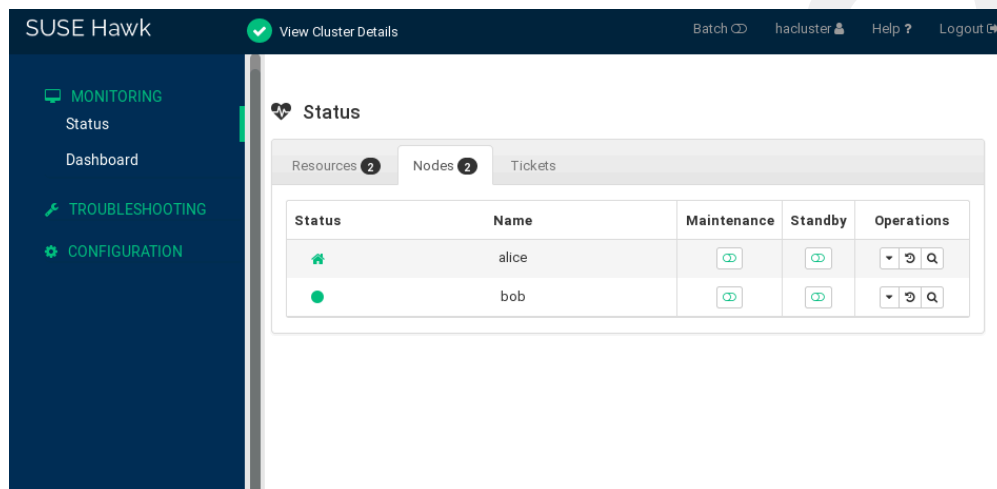 SUSE Hawk
View Cluster Details
Batch
hacluster
Help ?
Logout
MONITORING
Status
Dashboard
TROUBLESHOOTING
CONFIGURATION
Status
Resources 2
Nodes 2
Tickets
Status Name Maintenance Standby Operations
alice
bob